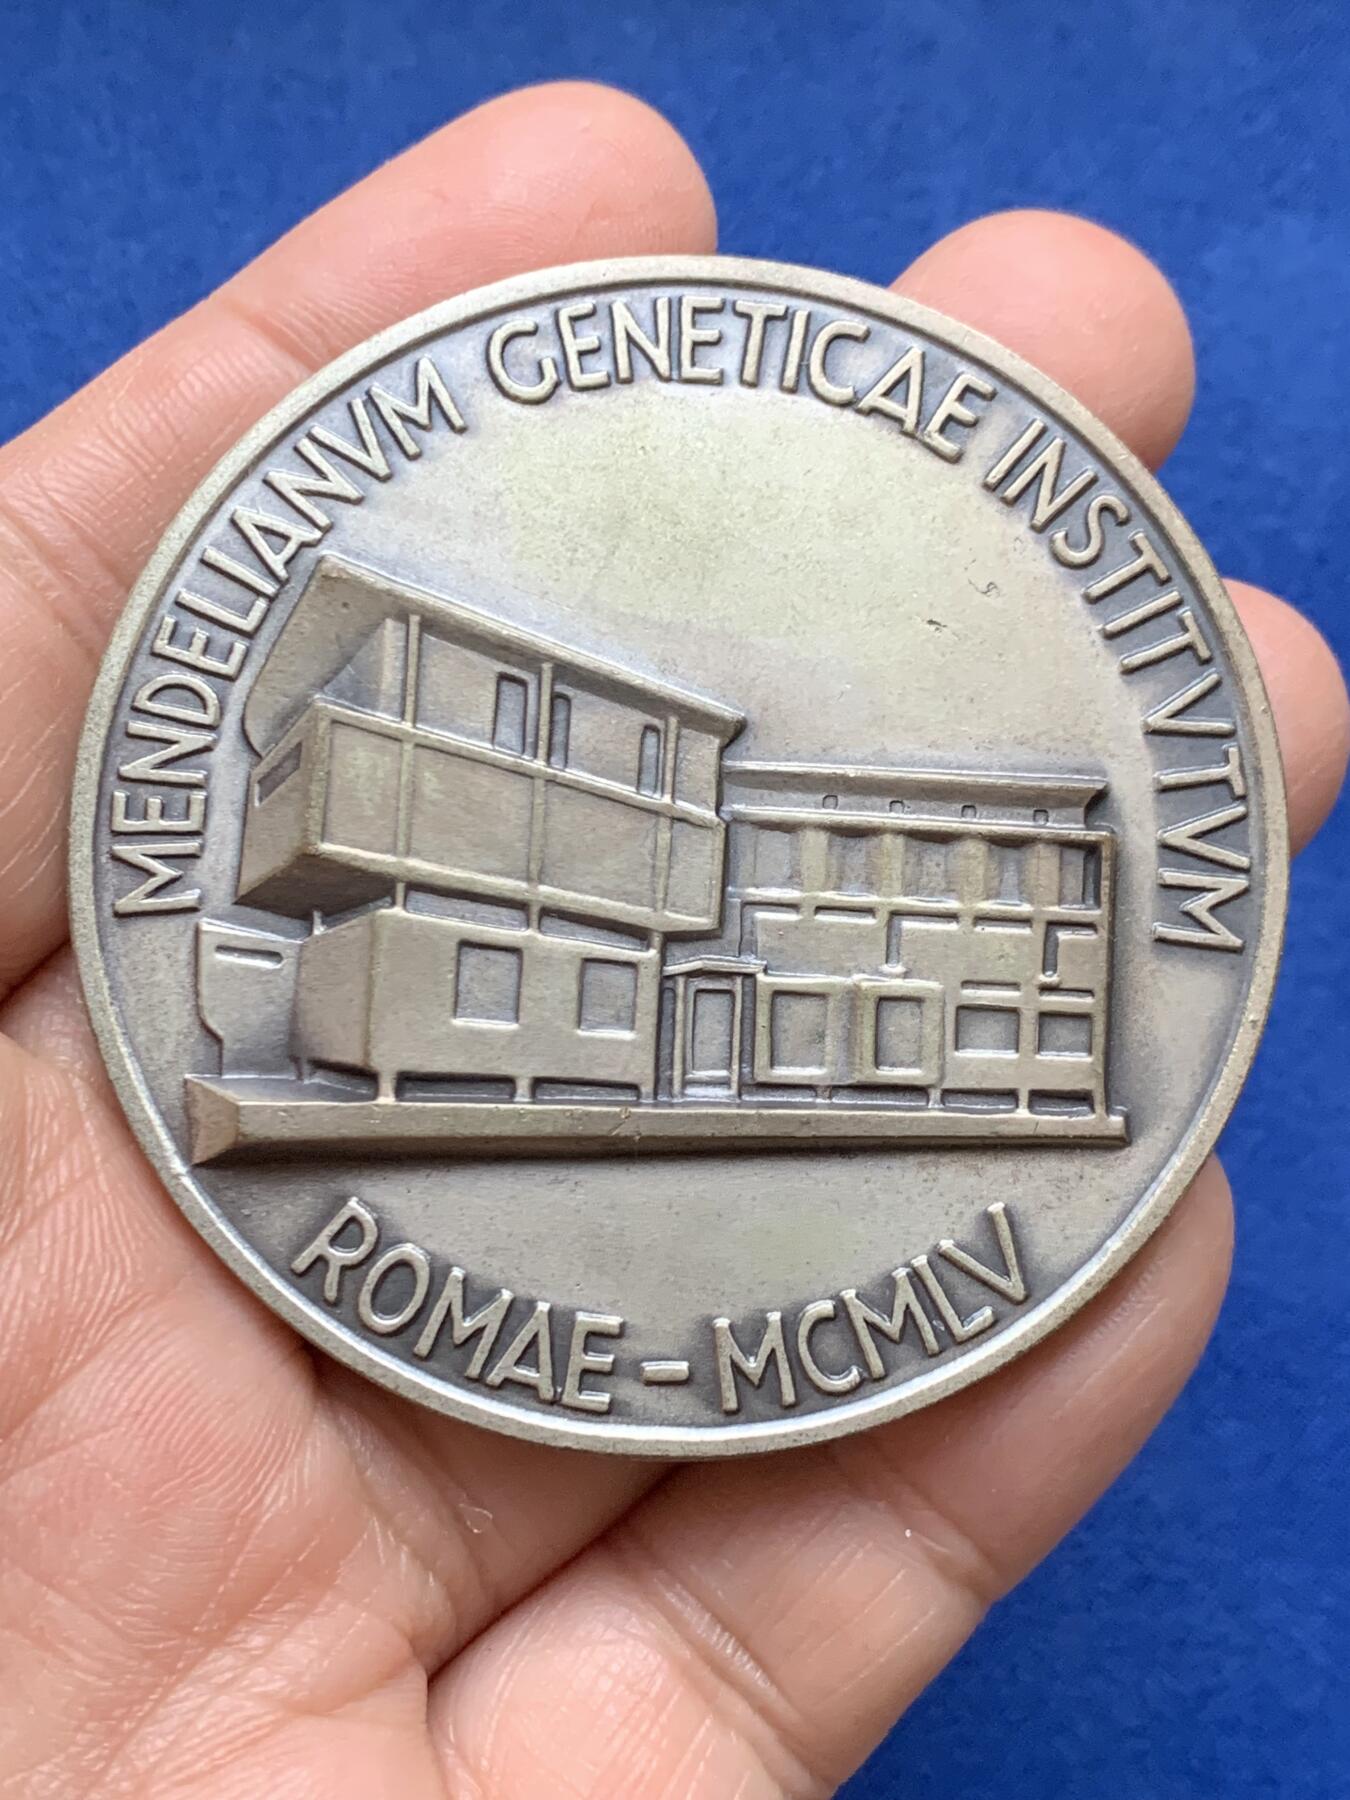 MENDELIANVM GENETICAE INSTITVTVM
ROMAE - MCMLV